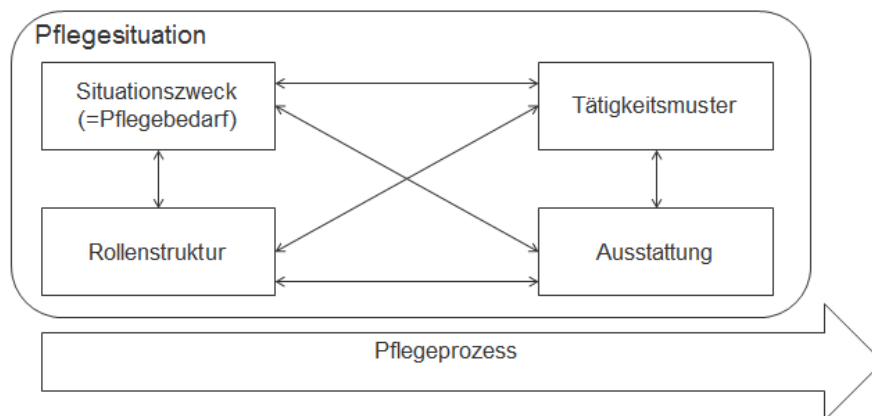 Pflegesituation
Situationszweck
(=Pflegebedarf)
Tätigkeitsmuster
Rollenstruktur
Ausstattung
Pflegeprozess